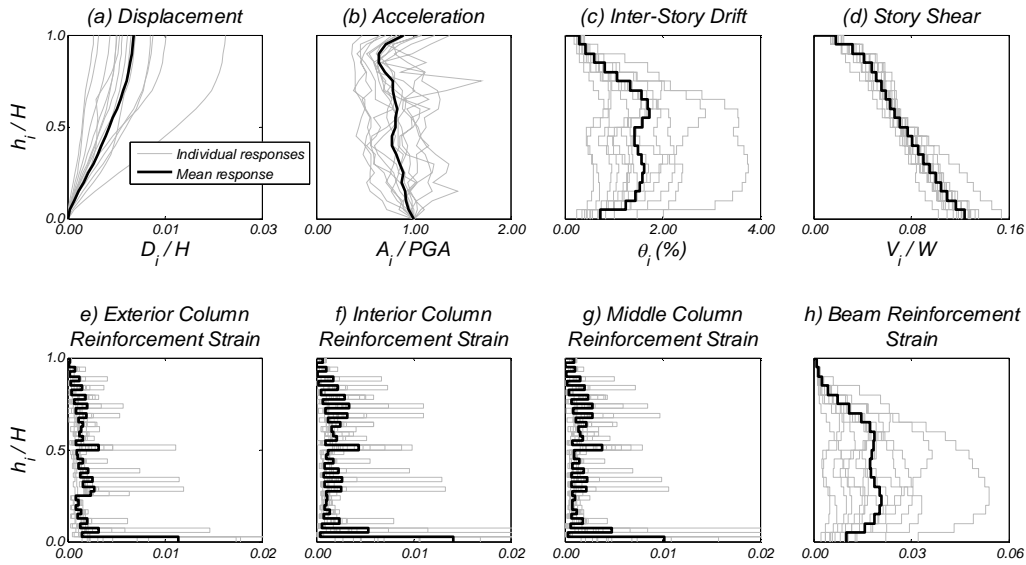 (a) Displacement
(b) Acceleration
(c) Inter-Story Drift
(d) Story Shear
1.0
0.5
0.0
h_i / H
Individual responses
Mean response
0.00
0.01
0.03
0.00
1.00
2.00
0.00
2.00
4.00
0.00
0.08
0.16
D_i / H
A_i / PGA
θ_i (%)
V_i / W
e) Exterior Column
Reinforcement Strain
f) Interior Column
Reinforcement Strain
g) Middle Column
Reinforcement Strain
h) Beam Reinforcement
Strain
1.0
0.5
0.0
h_i / H
0.00
0.01
0.02
0.00
0.01
0.02
0.00
0.01
0.02
0.00
0.03
0.06